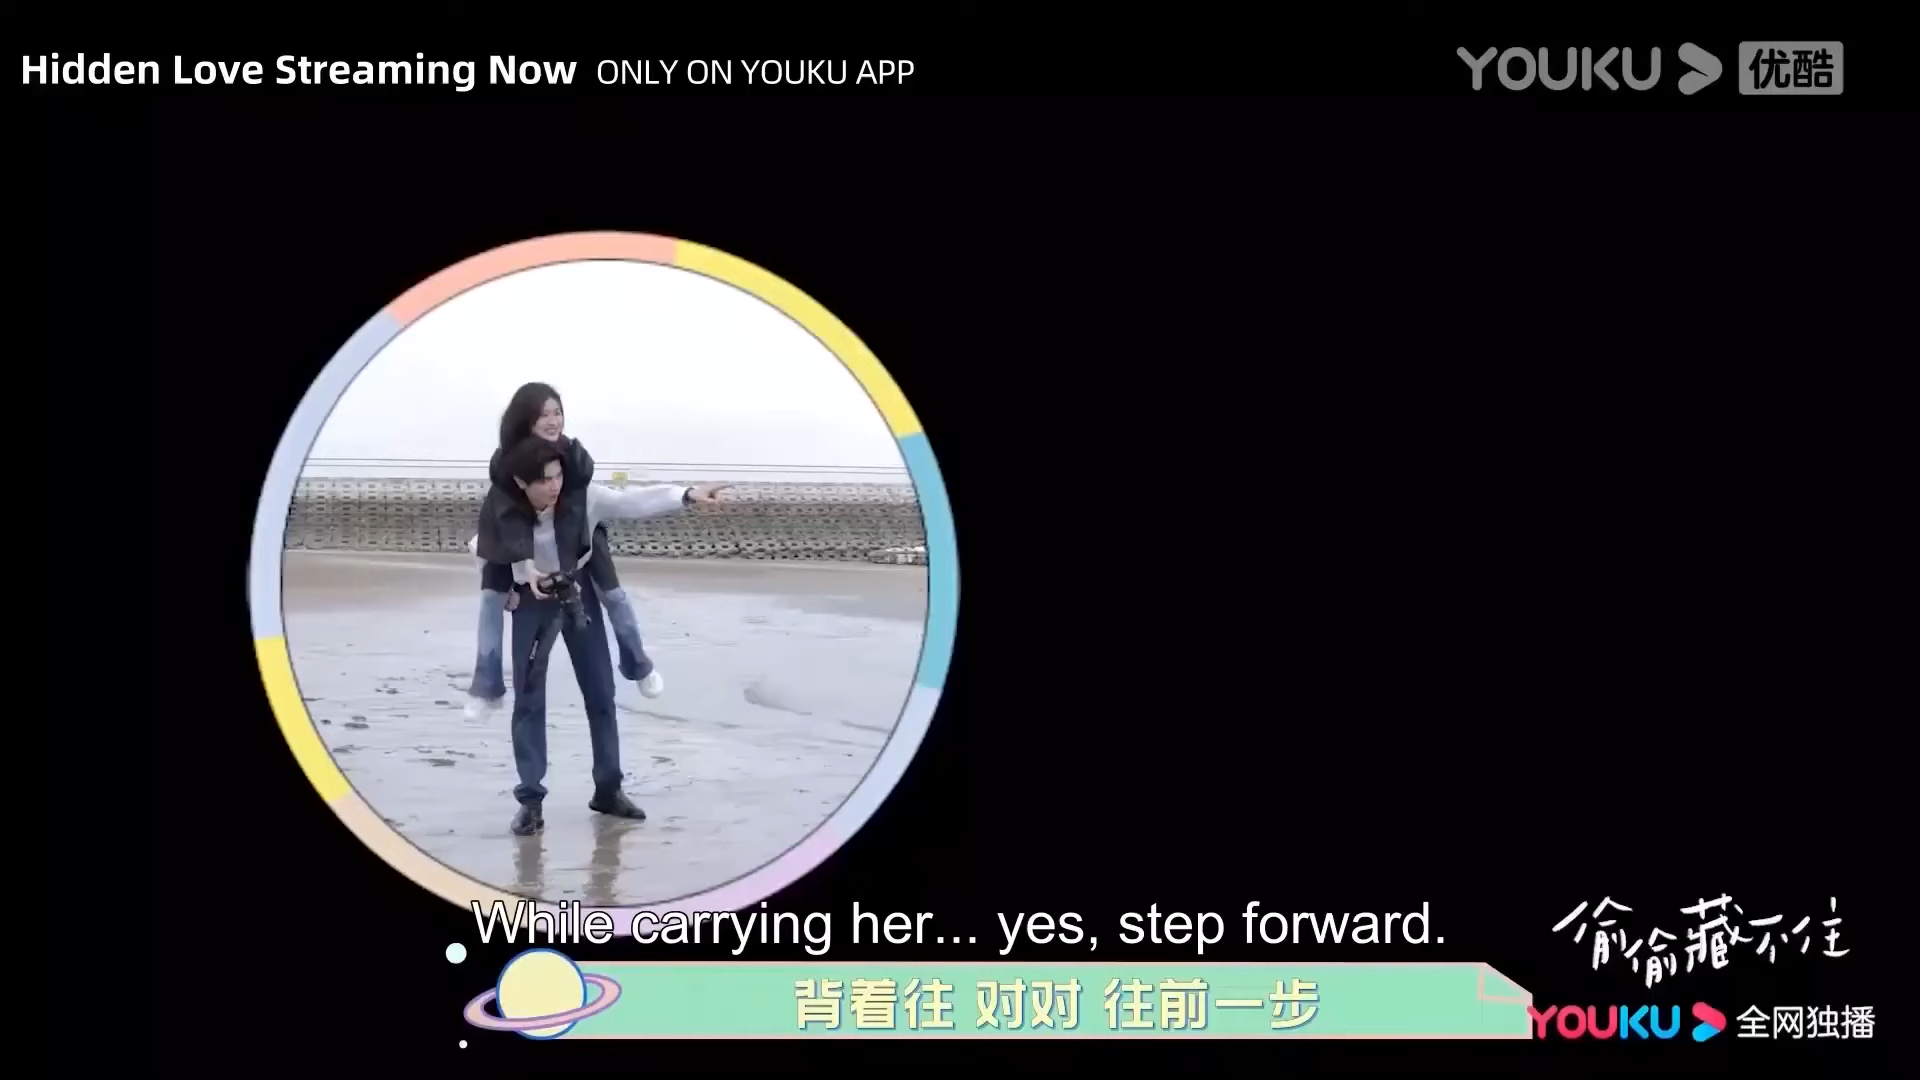 Hidden Love Streaming Now ONLY ON YOUKU APP
YOUKU 优酷
While carrying her... yes, step forward.
背着往 对对 往前一步
偷偷藏不住
YOUKU 全网独播